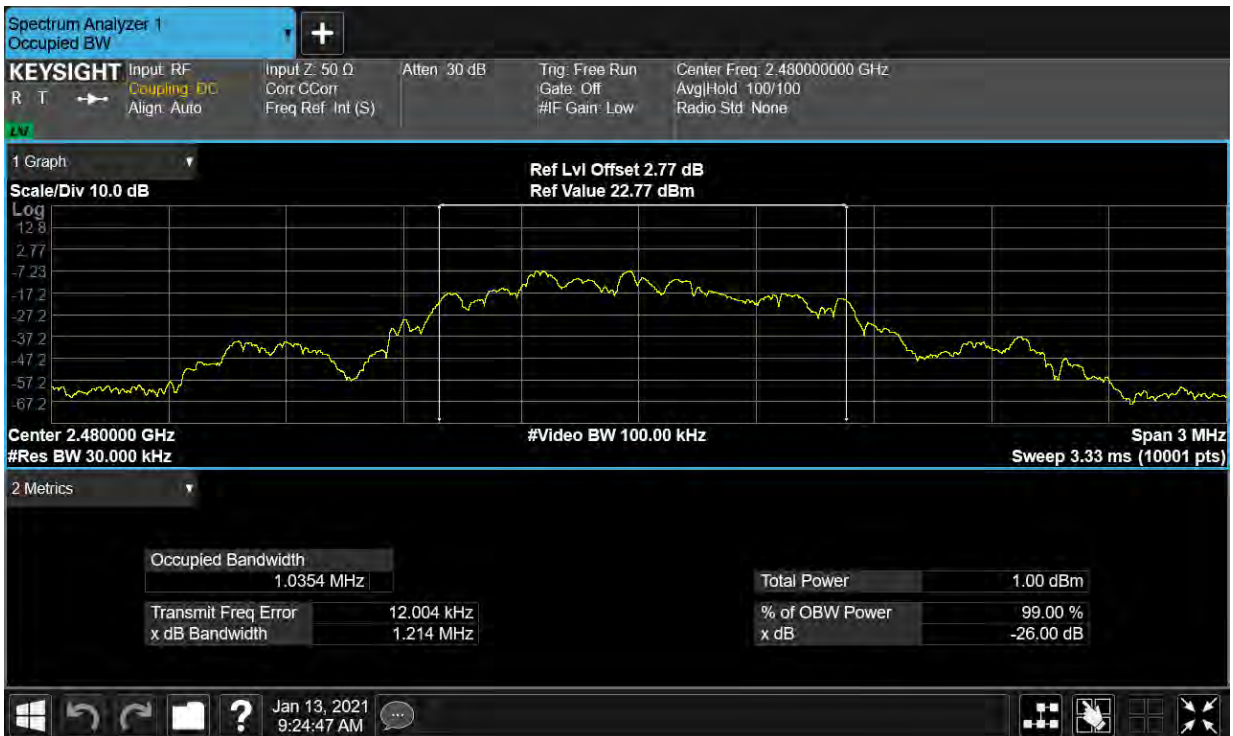 Spectrum Analyzer 1
Occupied BW
KEYSIGHT
R T
Input: RF
Coupling: DC
Align: Auto
Input Z: 50 Ω
Corr CCorr
Freq Ref: Int (S)
Atten: 30 dB
Trig: Free Run
Gate: Off
#IF Gain: Low
Center Freq: 2.480000000 GHz
Avg|Hold: 100/100
Radio Std: None
LXI
1 Graph
Scale/Div 10.0 dB
Ref Lvl Offset 2.77 dB
Ref Value 22.77 dBm
Log
12.8
2.77
-7.23
-17.2
-27.2
-37.2
-47.2
-57.2
-67.2
Center 2.480000 GHz
#Res BW 30.000 kHz
#Video BW 100.00 kHz
Span 3 MHz
Sweep 3.33 ms (10001 pts)
2 Metrics
Occupied Bandwidth
1.0354 MHz
Transmit Freq Error 12.004 kHz
x dB Bandwidth 1.214 MHz
Total Power 1.00 dBm
% of OBW Power 99.00 %
x dB -26.00 dB
?
Jan 13, 2021
9:24:47 AM